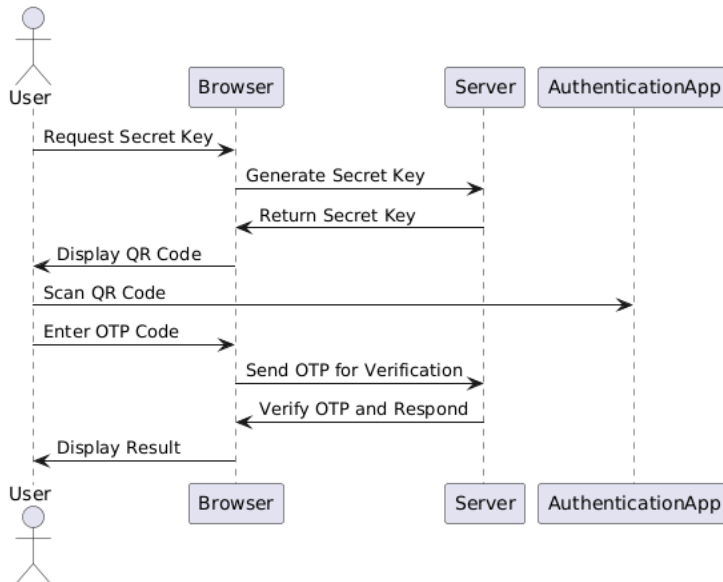 User
Browser
Server
AuthenticationApp
Request Secret Key
Generate Secret Key
Return Secret Key
Display QR Code
Scan QR Code
Enter OTP Code
Send OTP for Verification
Verify OTP and Respond
Display Result
User
Browser
Server
AuthenticationApp